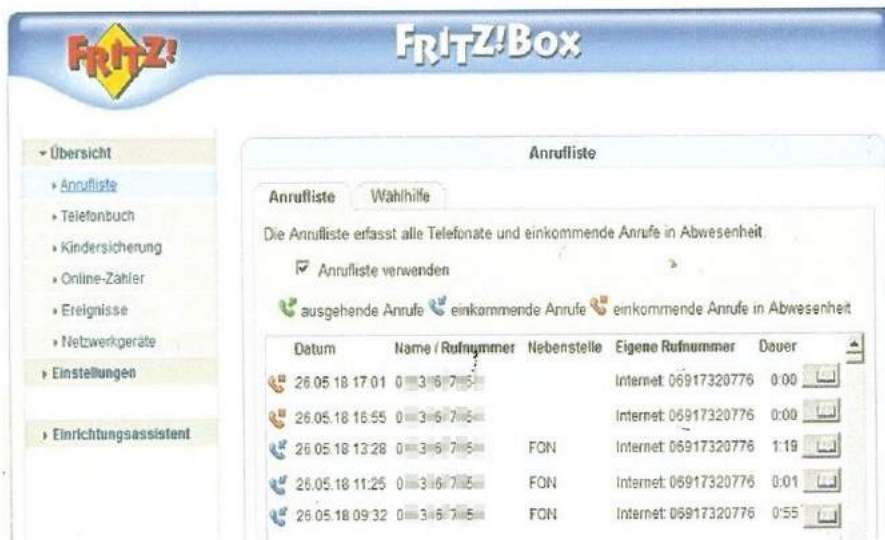 FRITZ!
FRITZ!Box
Übersicht
Anrufliste
Telefonbuch
Kindersicherung
Online-Zähler
Ereignisse
Netzwerkgeräte
Einstellungen
Einrichtungsassistent
Anrufliste
Anrufliste Wählhilfe
Die Anrufliste erfasst alle Telefonate und einkommende Anrufe in Abwesenheit
Anrufliste verwenden
ausgehende Anrufe einkommende Anrufe einkommende Anrufe in Abwesenheit
Datum Name / Rufnummer Nebenstelle Eigene Rufnummer Dauer
26.05.18 17:01 Internet: 06917320776 0:00
26.05.18 16:55 Internet: 06917320776 0:00
26.05.18 13:28 FON Internet: 06917320776 1:19
26.05.18 11:25 FON Internet: 06917320776 0:01
26.05.18 09:32 FON Internet: 06917320776 0:55